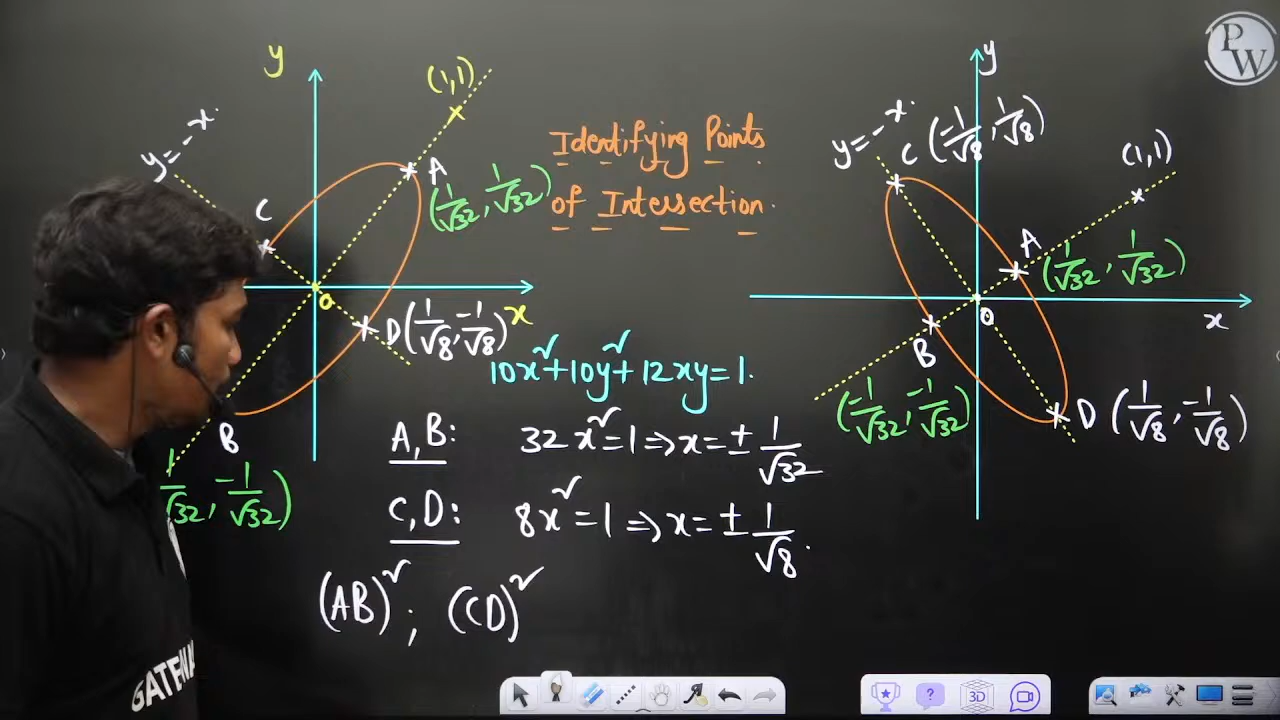 PW
y
(1,1)
y = -x
C
A
(1/√32, 1/√32)
O
x
D (1/√8, -1/√8)
B
1/√32, -1/√32)
Identifying Points
of Intersection.
10x²+10y²+12xy=1.
A,B: 32x²=1 ⇒ x=± 1/√32
C,D: 8x²=1 ⇒ x=± 1/√8.
(AB)² ; (CD)²
y
y = -x.
C (-1/√8, 1/√8)
(1,1)
A
(1/√32, 1/√32)
O
x
B
(-1/√32, -1/√32)
D (1/√8, -1/√8)
3D